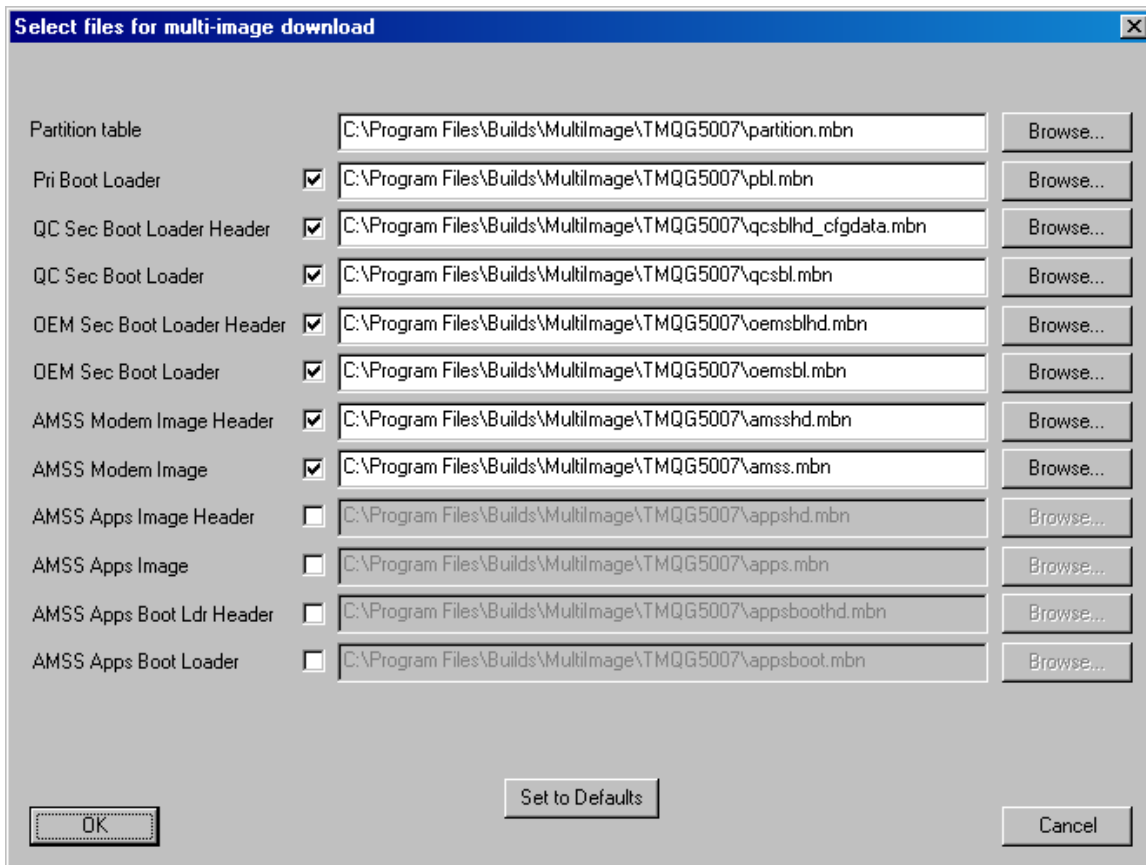 Select files for multi-image download
Partition table C:\Program Files\Builds\MultiImage\TMQG5007\partition.mbn Browse...
Pri Boot Loader C:\Program Files\Builds\MultiImage\TMQG5007\pbl.mbn Browse...
QC Sec Boot Loader Header C:\Program Files\Builds\MultiImage\TMQG5007\qcsblhd_cfgdata.mbn Browse...
QC Sec Boot Loader C:\Program Files\Builds\MultiImage\TMQG5007\qcsbl.mbn Browse...
OEM Sec Boot Loader Header C:\Program Files\Builds\MultiImage\TMQG5007\oemsblhd.mbn Browse...
OEM Sec Boot Loader C:\Program Files\Builds\MultiImage\TMQG5007\oemsbl.mbn Browse...
AMSS Modem Image Header C:\Program Files\Builds\MultiImage\TMQG5007\amsshd.mbn Browse...
AMSS Modem Image C:\Program Files\Builds\MultiImage\TMQG5007\amss.mbn Browse...
AMSS Apps Image Header C:\Program Files\Builds\MultiImage\TMQG5007\appshd.mbn Browse...
AMSS Apps Image C:\Program Files\Builds\MultiImage\TMQG5007\apps.mbn Browse...
AMSS Apps Boot Ldr Header C:\Program Files\Builds\MultiImage\TMQG5007\appsboothd.mbn Browse...
AMSS Apps Boot Loader C:\Program Files\Builds\MultiImage\TMQG5007\appsboot.mbn Browse...
Set to Defaults
OK Cancel